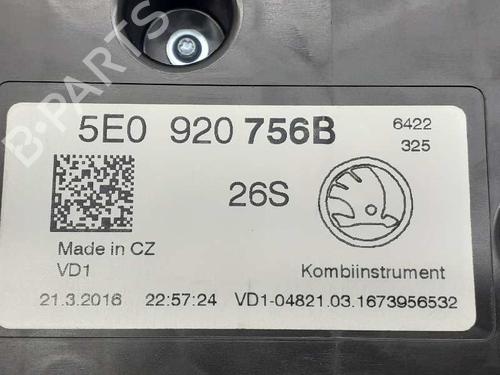 B-PARTS
5E0 920 756B
6422
325
26S
Made in CZ
VD1
Kombiinstrument
21.3.2016 22:57:24 VD1-04821.03.1673956532